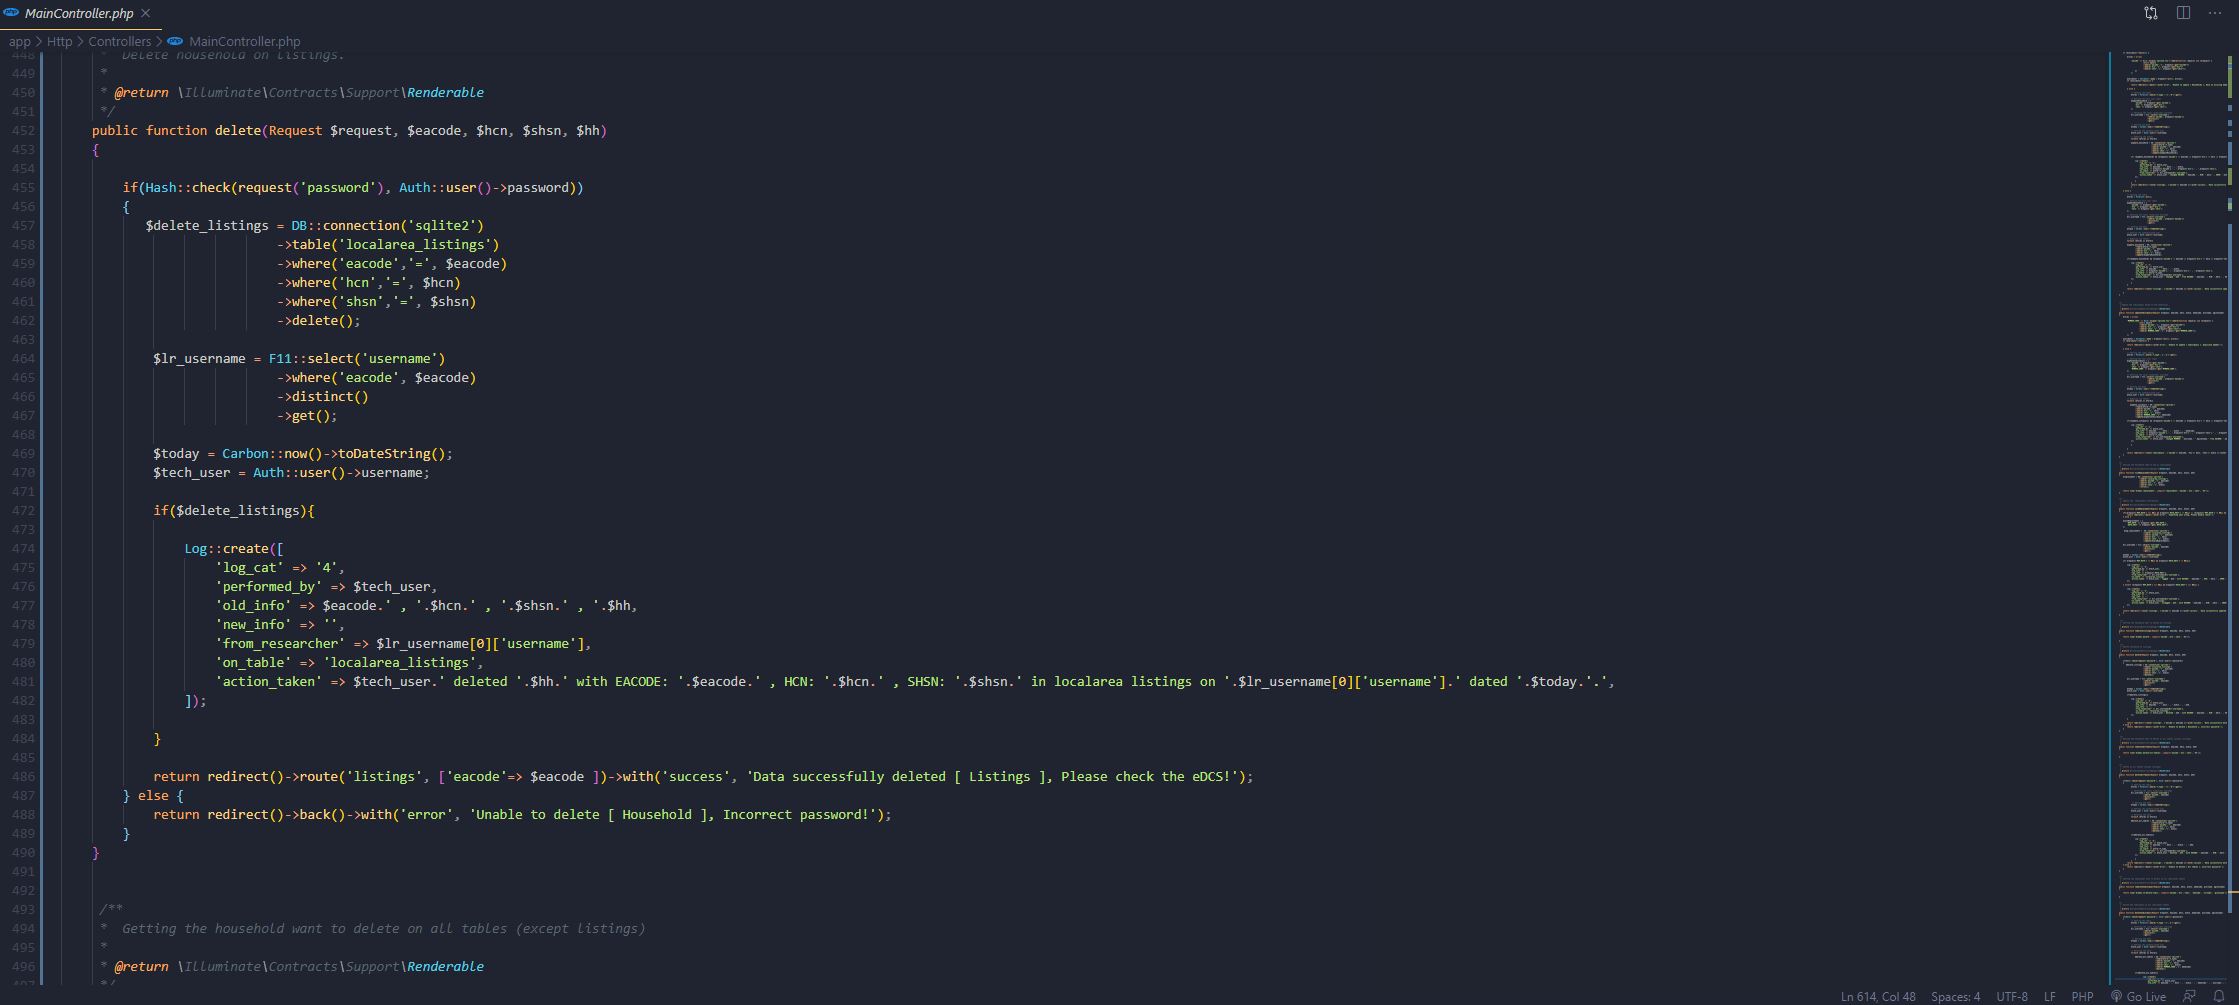 MainController.php
app > Http > Controllers > MainController.php
448 * Delete household on listings.
449 *
450 * @return \Illuminate\Contracts\Support\Renderable
451 */
452 public function delete(Request $request, $eacode, $hcn, $shsn, $hh)
453 {
454
455 if(Hash::check(request('password'), Auth::user()->password))
456 {
457 $delete_listings = DB::connection('sqlite2')
458 ->table('localarea_listings')
459 ->where('eacode','=', $eacode)
460 ->where('hcn','=', $hcn)
461 ->where('shsn','=', $shsn)
462 ->delete();
463
464 $lr_username = F11::select('username')
465 ->where('eacode', $eacode)
466 ->distinct()
467 ->get();
468
469 $today = Carbon::now()->toDateString();
470 $tech_user = Auth::user()->username;
471
472 if($delete_listings){
473
474 Log::create([
475 'log_cat' => '4',
476 'performed_by' => $tech_user,
477 'old_info' => $eacode.' , '.$hcn.' , '.$shsn.' , '.$hh,
478 'new_info' => '',
479 'from_researcher' => $lr_username[0]['username'],
480 'on_table' => 'localarea_listings',
481 'action_taken' => $tech_user.' deleted '.$hh.' with EACODE: '.$eacode.' , HCN: '.$hcn.' , SHSN: '.$shsn.' in localarea listings on '.$lr_username[0]['username'].' dated '.$today.'.',
482 ]);
483
484 }
485
486 return redirect()->route('listings', ['eacode'=> $eacode ])->with('success', 'Data successfully deleted [ Listings ], Please check the eDCS!');
487 } else {
488 return redirect()->back()->with('error', 'Unable to delete [ Household ], Incorrect password!');
489 }
490 }
491
492
493 /**
494 * Getting the household want to delete on all tables (except listings)
495 *
496 * @return \Illuminate\Contracts\Support\Renderable
497 */
Ln 614, Col 48 Spaces: 4 UTF-8 LF PHP Go Live